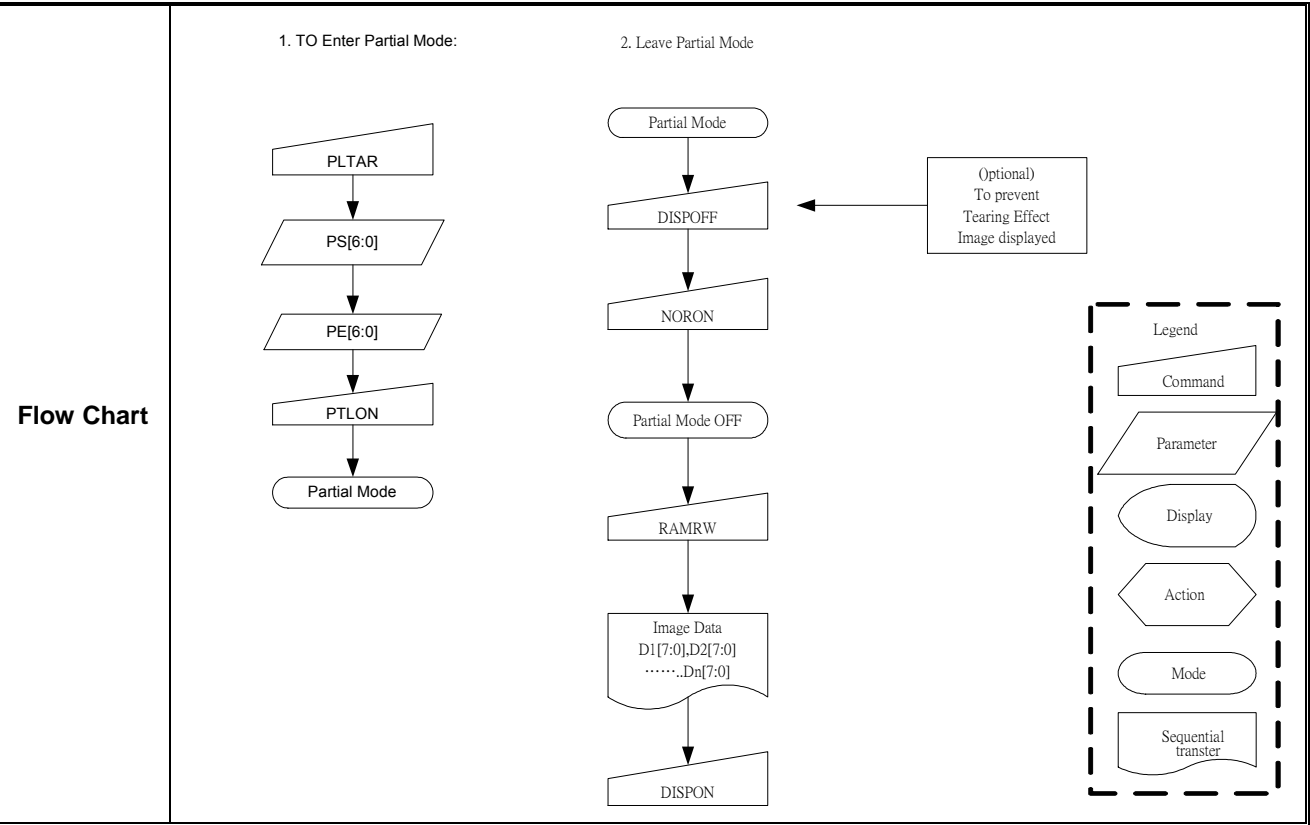 Flow Chart
1. TO Enter Partial Mode:
PLTAR
PS[6:0]
PE[6:0]
PTLON
Partial Mode
2. Leave Partial Mode
Partial Mode
DISPOFF
NORON
Partial Mode OFF
RAMRW
Image Data
D1[7:0],D2[7:0]
……..Dn[7:0]
DISPON
()ptional)
To prevent
Tearing Effect
Image displayed
Legend
Command
Parameter
Display
Action
Mode
Sequential
transter